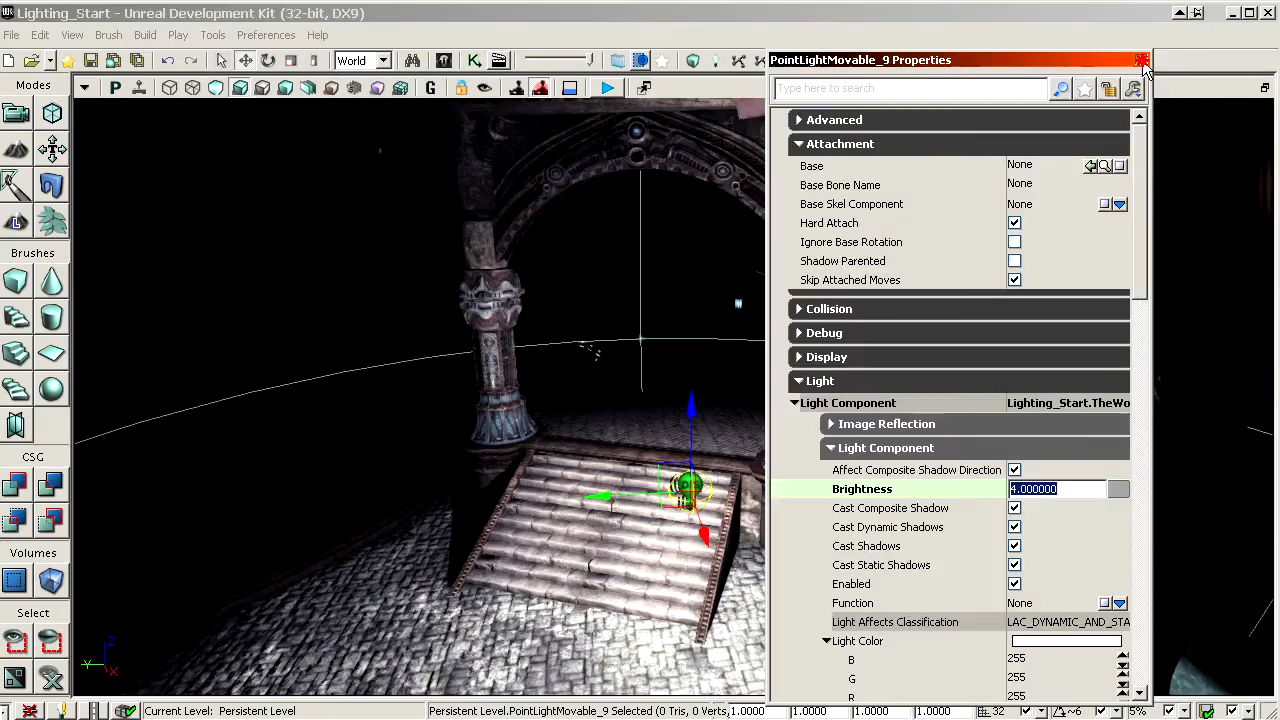 Lighting_Start - Unreal Development Kit (32-bit, DX9)
File Edit View Brush Build Play Tools Preferences Help
World
PointLightMovable_9 Properties
Modes
P
G
Type here to search
Advanced
Attachment
Base None
Base Bone Name None
Base Skel Component None
Hard Attach
Ignore Base Rotation
Shadow Parented
Skip Attached Moves
Brushes
Collision
Debug
Display
Light
Light Component Lighting_Start.TheWo
Image Reflection
Light Component
CSG
Affect Composite Shadow Direction
Brightness 4.000000
Cast Composite Shadow
Cast Dynamic Shadows
Cast Shadows
Volumes
Cast Static Shadows
Enabled
Function None
Select
Light Affects Classification LAC_DYNAMIC_AND_STA
Light Color
B 255
G 255
R 255
Z
Y
X
Current Level: Persistent Level
Persistent Level.PointLightMovable_9 Selected (0 Tris, 0 Verts,
1.0000 1.0000 1.0000 1.0000
32 ~6 5%